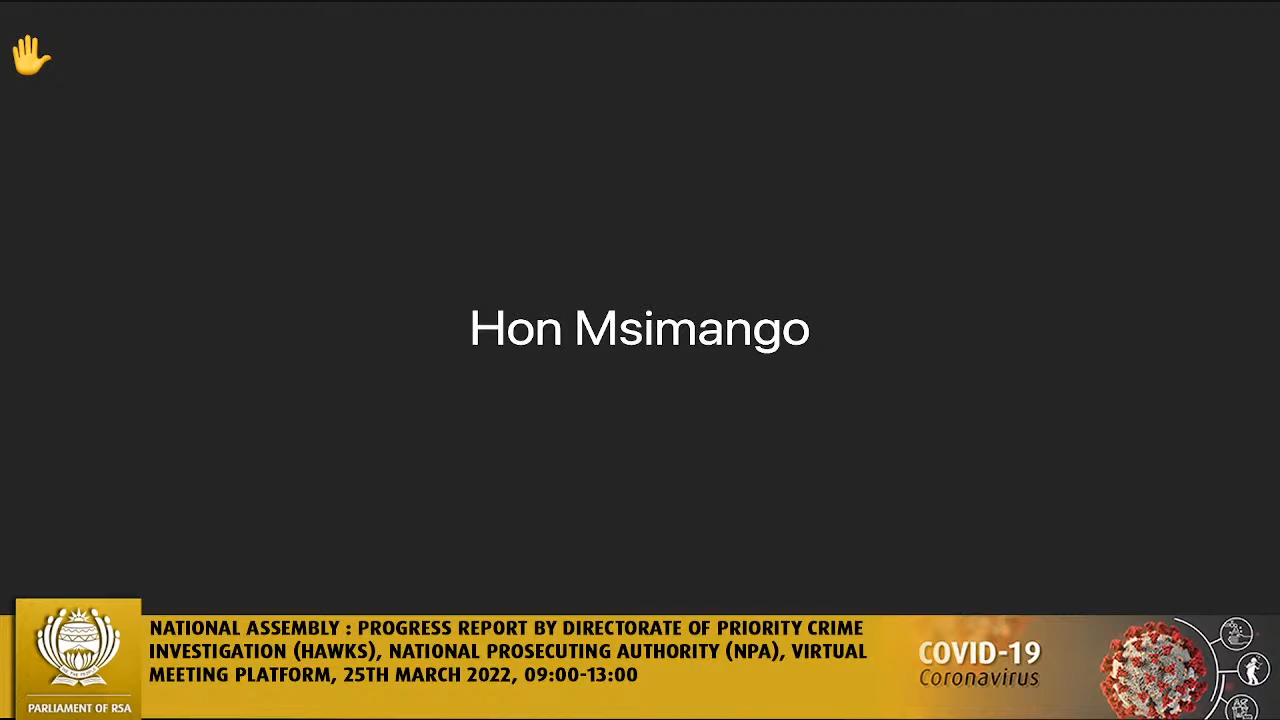 Hon Msimango
NATIONAL ASSEMBLY : PROGRESS REPORT BY DIRECTORATE OF PRIORITY CRIME
INVESTIGATION (HAWKS), NATIONAL PROSECUTING AUTHORITY (NPA), VIRTUAL
MEETING PLATFORM, 25TH MARCH 2022, 09:00-13:00
PARLIAMENT OF RSA
COVID-19
Coronavirus